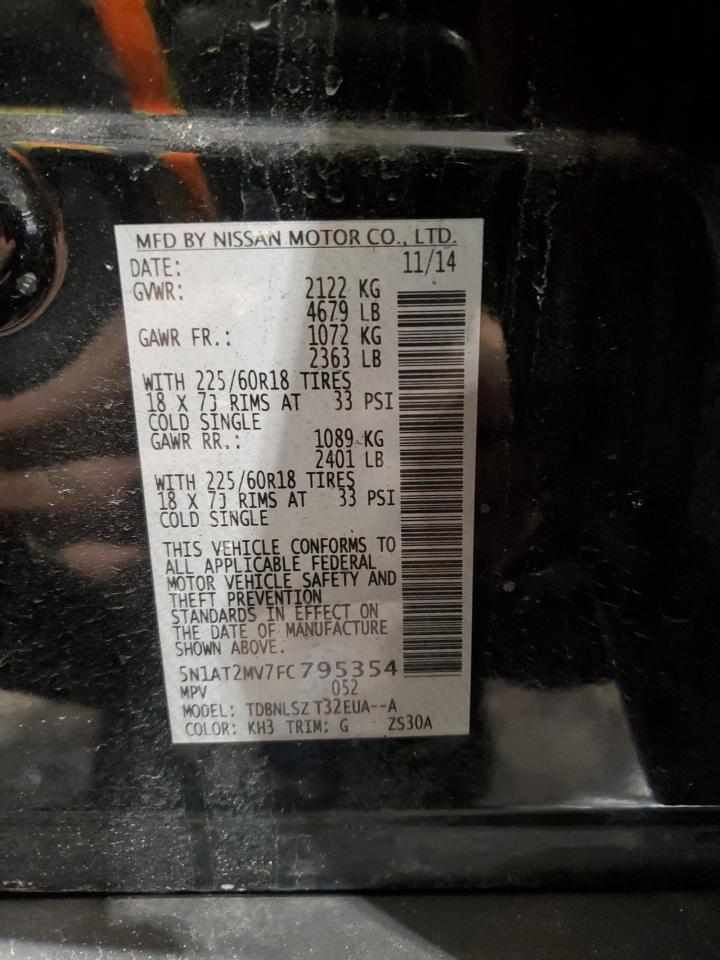 MFD BY NISSAN MOTOR CO., LTD.
DATE: 11/14
GVWR: 2122 KG
4679 LB
GAWR FR.: 1072 KG
2363 LB
WITH 225/60R18 TIRES
18 X 7J RIMS AT 33 PSI
COLD SINGLE
GAWR RR.: 1089 KG
2401 LB
WITH 225/60R18 TIRES
18 X 7J RIMS AT 33 PSI
COLD SINGLE
THIS VEHICLE CONFORMS TO
ALL APPLICABLE FEDERAL
MOTOR VEHICLE SAFETY AND
THEFT PREVENTION
STANDARDS IN EFFECT ON
THE DATE OF MANUFACTURE
SHOWN ABOVE.
5N1AT2MV7FC795354
MPV 052
MODEL: TDBNLSZ T32EUA--A
COLOR: KH3 TRIM: G ZS30A